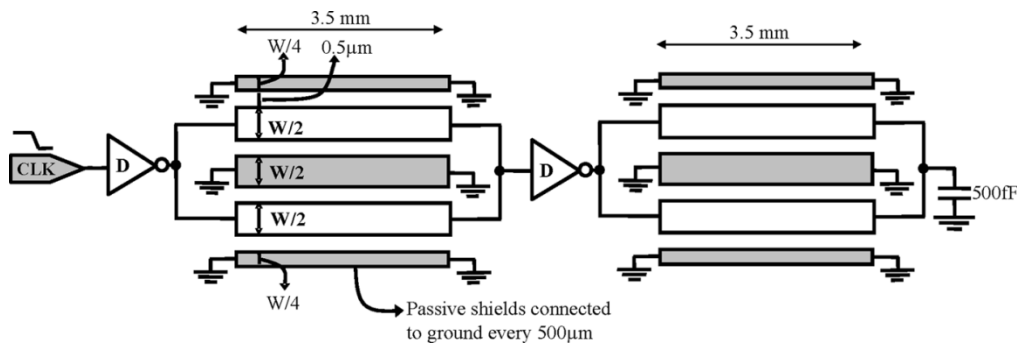 3.5 mm
3.5 mm
W/4
0.5μm
W/2
CLK
D
W/2
D
W/2
500fF
W/4
Passive shields connected
to ground every 500μm